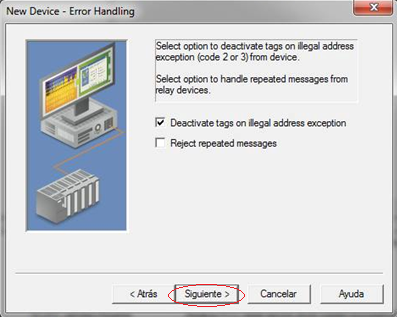 New Device - Error Handling
Select option to deactivate tags on illegal address
exception (code 2 or 3) from device.
Select option to handle repeated messages from
relay devices.
Deactivate tags on illegal address exception
Reject repeated messages
< Atrás Siguiente > Cancelar Ayuda